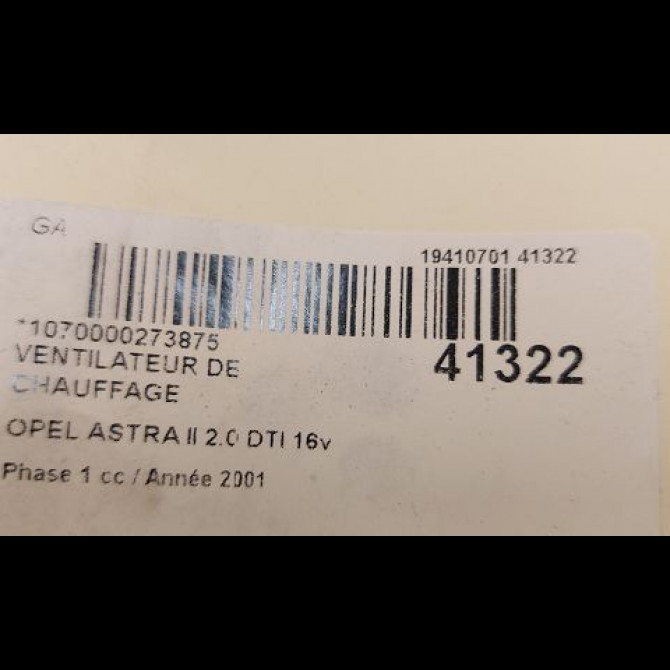 GA
19410701 41322
*1070000273875
41322
VENTILATEUR DE
CHAUFFAGE
OPEL ASTRA II 2.0 DTI 16v
Phase 1 cc / Année 2001